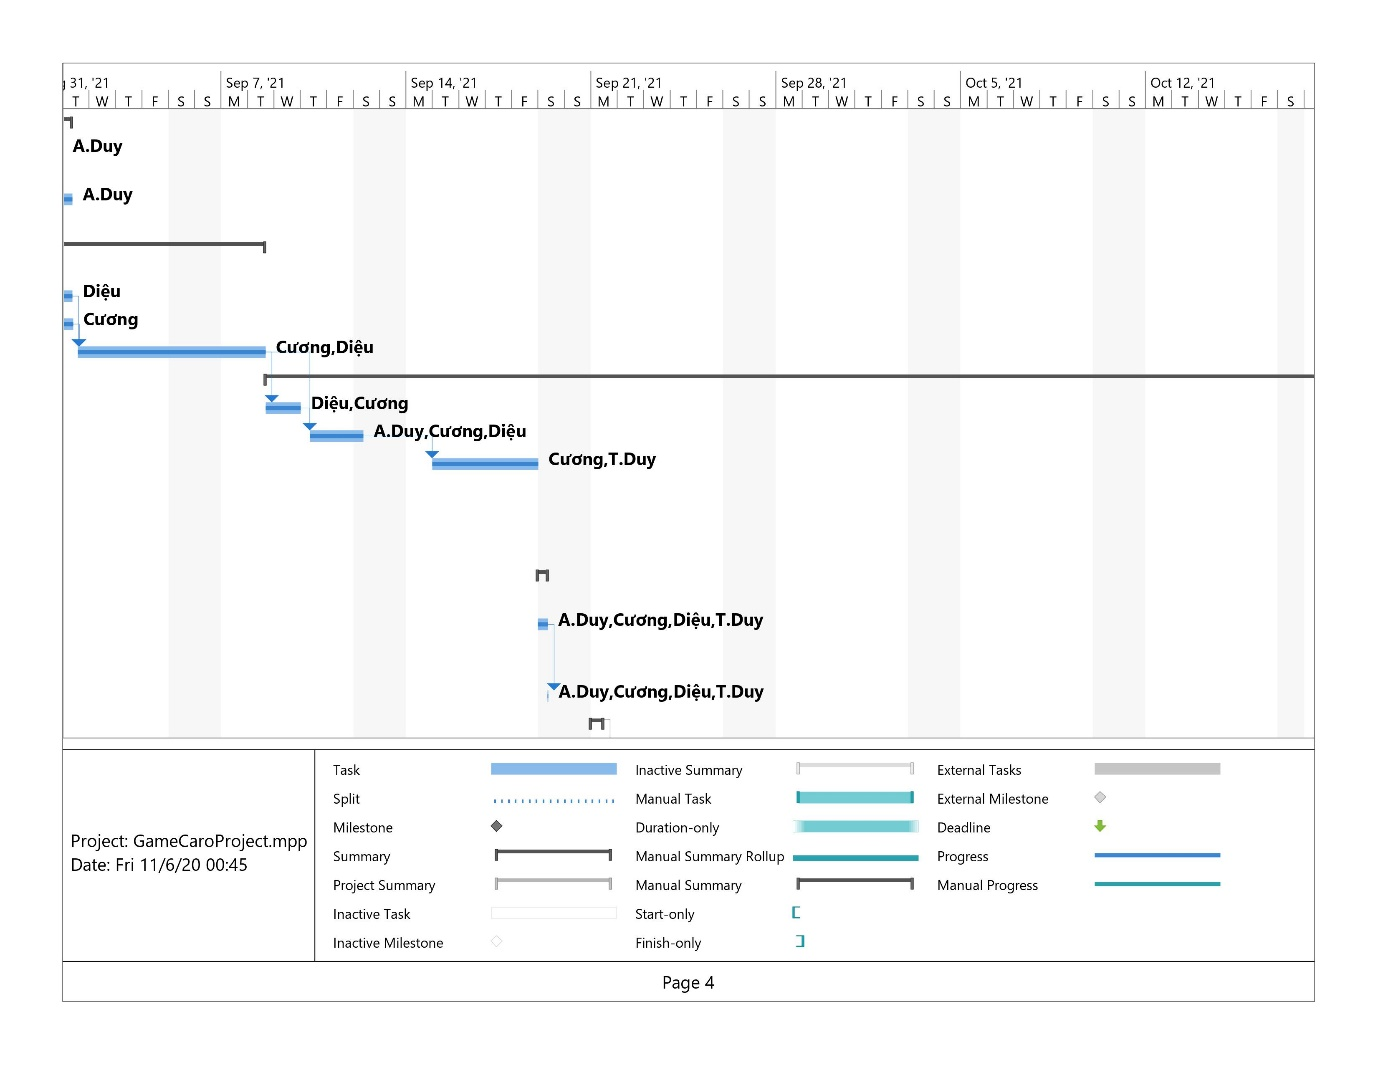 31, '21 Sep 7, '21 Sep 14, '21 Sep 21, '21 Sep 28, '21 Oct 5, '21 Oct 12, '21
T W T F S S M T W T F S S M T W T F S S M T W T F S S M T W T F S S M T W T F S S M T W T F S
A.Duy
A.Duy
Diệu
Cương
Cương,Diệu
Diệu,Cương
A.Duy,Cương,Diệu
Cương,T.Duy
A.Duy,Cương,Diệu,T.Duy
A.Duy,Cương,Diệu,T.Duy
Project: GameCaroProject.mpp
Date: Fri 11/6/20 00:45
Task Inactive Summary External Tasks
Split Manual Task External Milestone
Milestone Duration-only Deadline
Summary Manual Summary Rollup Progress
Project Summary Manual Summary Manual Progress
Inactive Task Start-only
Inactive Milestone Finish-only
Page 4